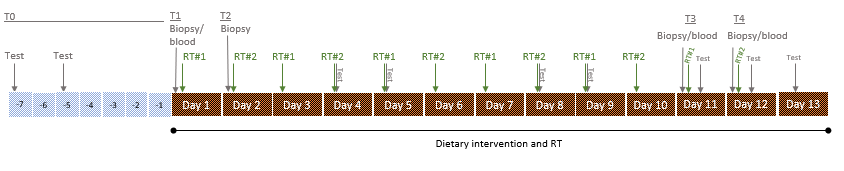 T0
T1
Biopsy/
blood
T2
Biopsy
T3
Biopsy/blood
T4
Biopsy/blood
Test
Test
RT#1
RT#2
RT#1
RT#2
Test
RT#1
Test
RT#2
RT#1
RT#2
Test
RT#1
Test
RT#2
RT#1
Test
RT#2
Test
Test
-7
-6
-5
-4
-3
-2
-1
Day 1
Day 2
Day 3
Day 4
Day 5
Day 6
Day 7
Day 8
Day 9
Day 10
Day 11
Day 12
Day 13
Dietary intervention and RT